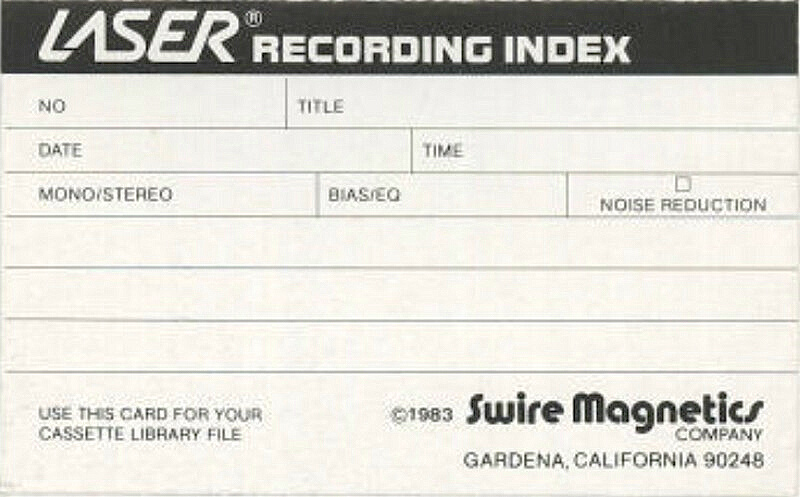 LASER® RECORDING INDEX
NO TITLE
DATE TIME
MONO/STEREO BIAS/EQ NOISE REDUCTION
USE THIS CARD FOR YOUR
CASSETTE LIBRARY FILE
©1983 Swire Magnetics
COMPANY
GARDENA, CALIFORNIA 90248